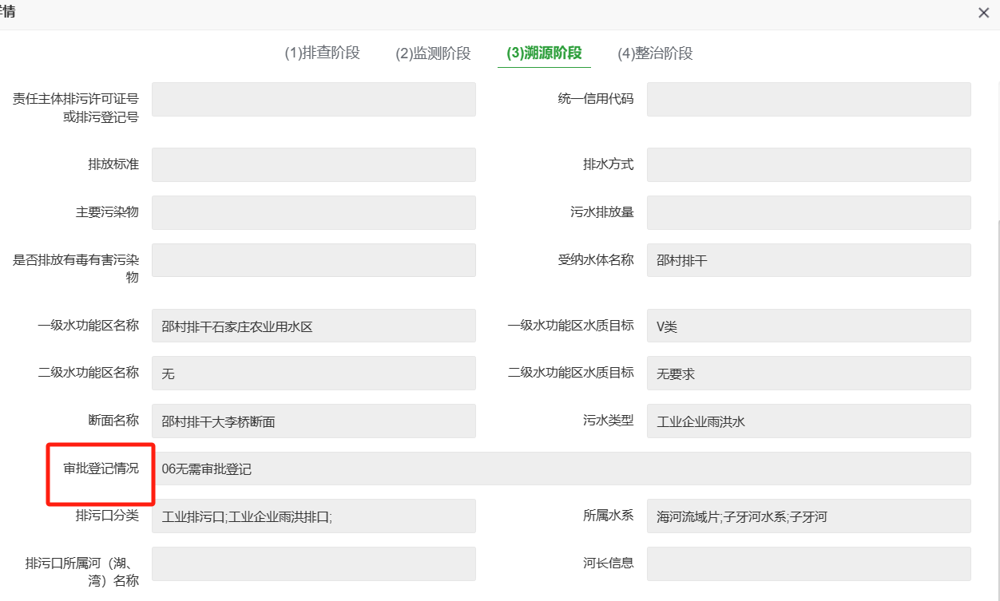 详情
(1)排查阶段 (2)监测阶段 (3)溯源阶段 (4)整治阶段
责任主体排污许可证号
或排污登记号
统一信用代码
排放标准 排水方式
主要污染物 污水排放量
是否排放有毒有害污染
物
受纳水体名称 邵村排干
一级水功能区名称 邵村排干石家庄农业用水区 一级水功能区水质目标 V类
二级水功能区名称 无 二级水功能区水质目标 无要求
断面名称 邵村排干大李桥断面 污水类型 工业企业雨洪水
审批登记情况 06无需审批登记
排污口分类 工业排污口;工业企业雨洪排口; 所属水系 海河流域片;子牙河水系;子牙河
排污口所属河（湖、
湾）名称
河长信息